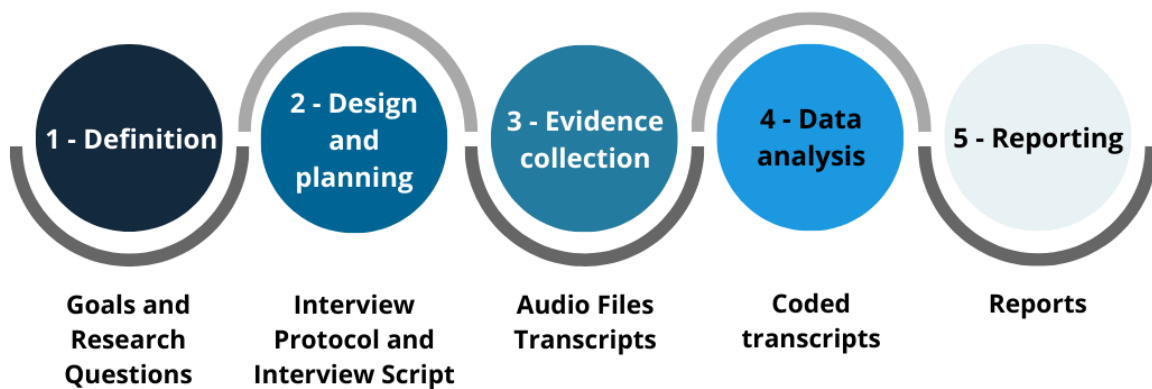 1 - Definition
2 - Design
and
planning
3 - Evidence
collection
4 - Data
analysis
5 - Reporting
Goals and
Research
Questions
Interview
Protocol and
Interview Script
Audio Files
Transcripts
Coded
transcripts
Reports